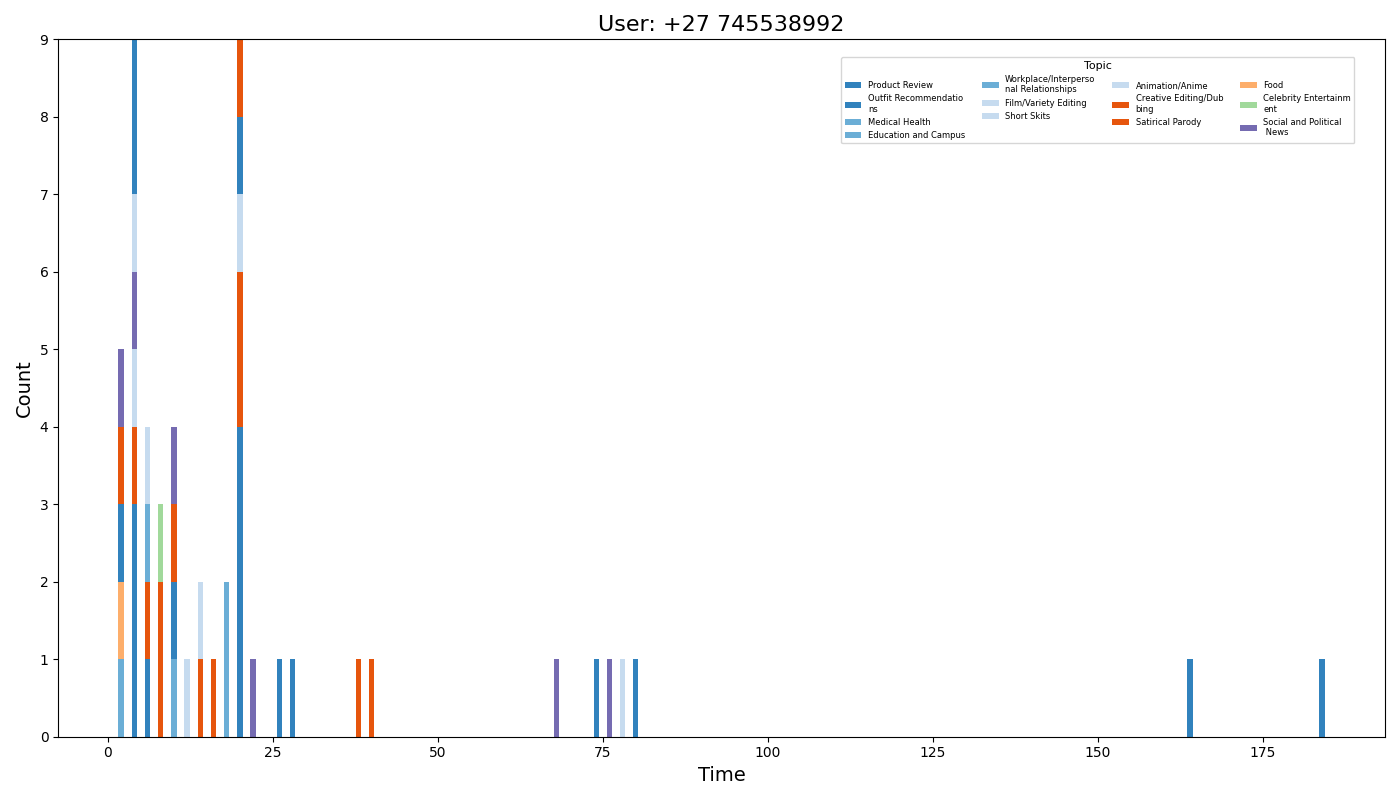 User: +27 745538992
Topic
Product Review
Outfit Recommendatio
ns
Medical Health
Education and Campus
Workplace/Interperso
nal Relationships
Film/Variety Editing
Short Skits
Animation/Anime
Creative Editing/Dub
bing
Satirical Parody
Food
Celebrity Entertainm
ent
Social and Political
News
Count
9
8
7
6
5
4
3
2
1
0
0 25 50 75 100 125 150 175
Time